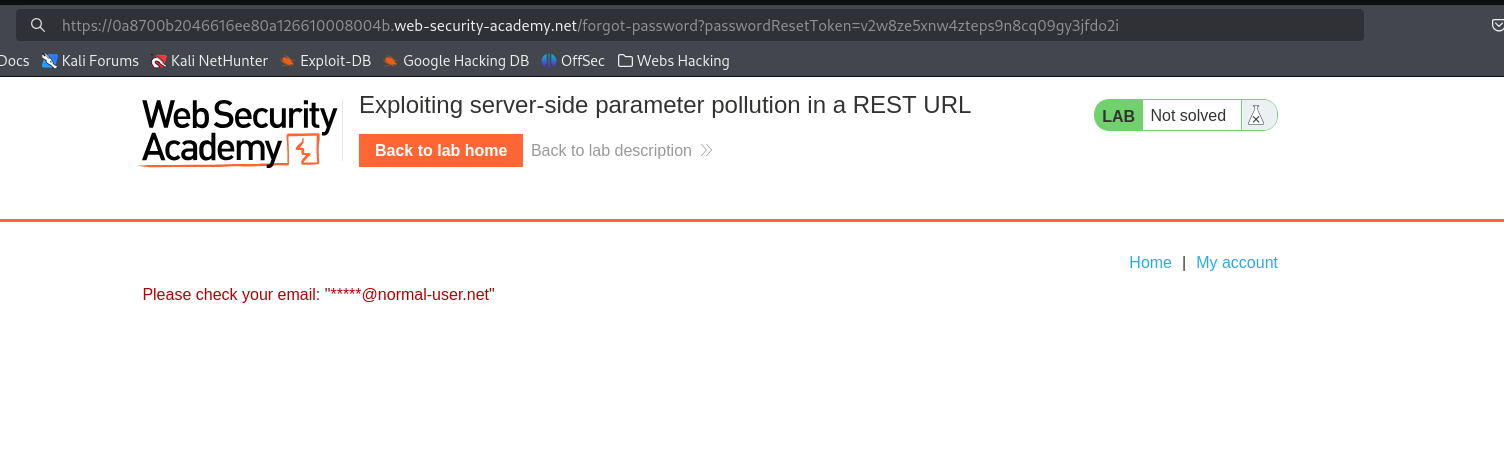 https://0a8700b2046616ee80a126610008004b.web-security-academy.net/forgot-password?passwordResetToken=v2w8ze5xnw4zteps9n8cq09gy3jfdo2i
Docs Kali Forums Kali NetHunter Exploit-DB Google Hacking DB OffSec Webs Hacking
Web Security
Academy
Exploiting server-side parameter pollution in a REST URL
Back to lab home Back to lab description
LAB Not solved
Home | My account
Please check your email: "*****@normal-user.net"